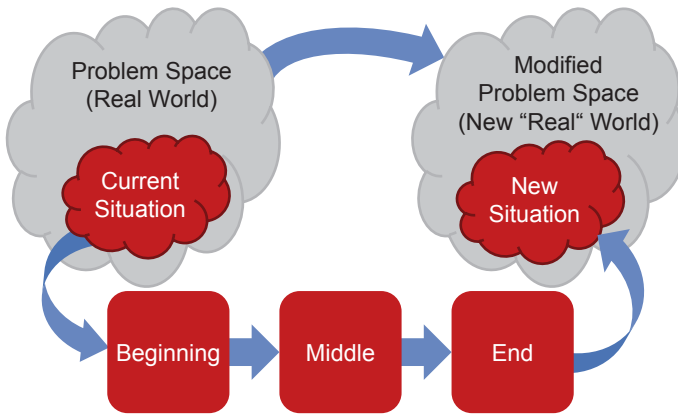 Problem Space
(Real World)
Current
Situation
Modified
Problem Space
(New “Real“ World)
New
Situation
Beginning
Middle
End